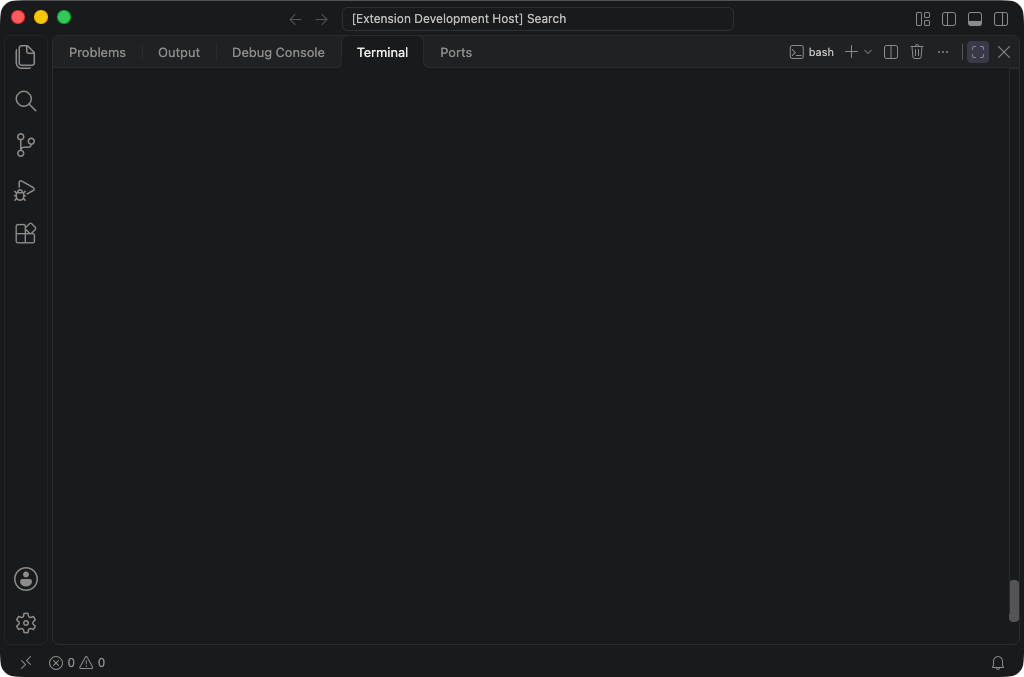 [Extension Development Host] Search
Problems Output Debug Console Terminal Ports bash
0 0